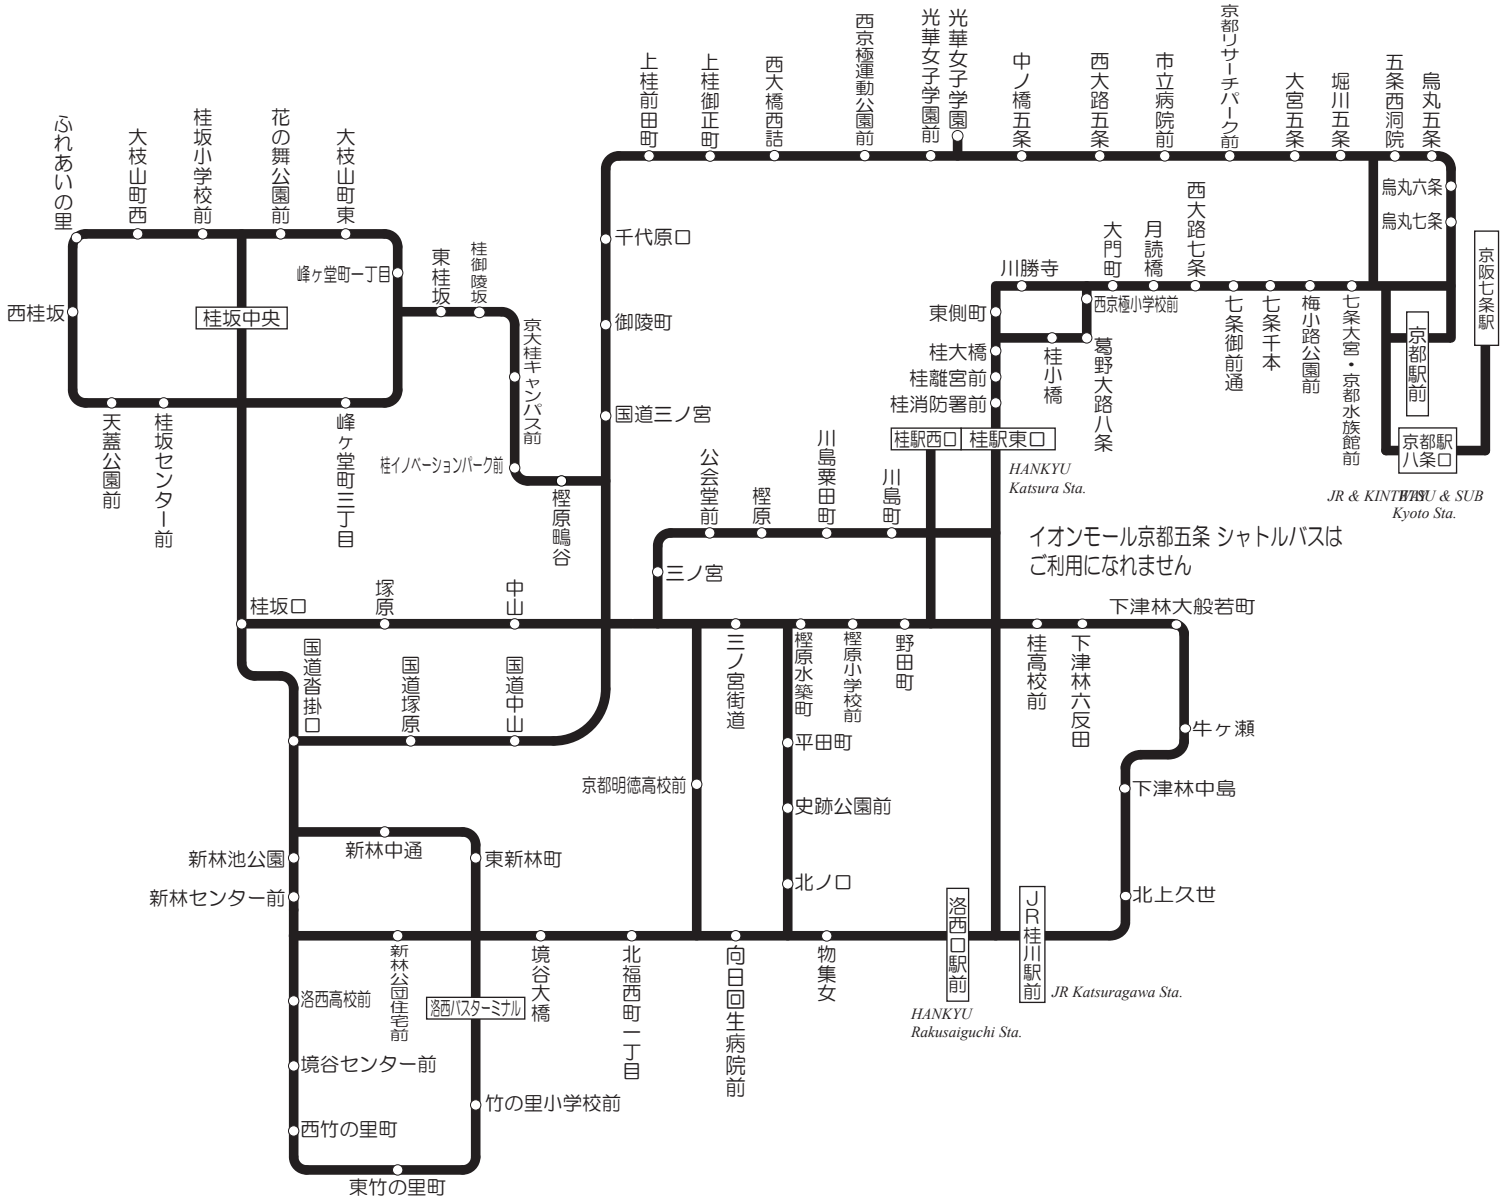 上桂前田町
上桂御正町
西大橋西詰
西京極運動公園前
光華女子学園前
光華女子学園
中ノ橋五条
西大路五条
市立病院前
京都リサーチパーク前
大宮五条
堀川五条
五条西洞院
烏丸五条
烏丸六条
烏丸七条
ふれあいの里
大枝山町西
桂坂小学校前
花の舞公園前
大枝山町東
峰ヶ堂町一丁目
東桂坂
桂御陵坂
西桂坂
桂坂中央
京大桂キャンパス前
天蓋公園前
桂坂センター前
峰ヶ堂町三丁目
桂イノベーションパーク前
樫原鴫谷
千代原口
御陵町
国道三ノ宮
川勝寺
大門町
月読橋
西大路七条
東側町
西京極小学校前
桂大橋
桂小橋
葛野大路八条
七条御前通
七条千本
梅小路公園前
七条大宮・京都水族館前
京都駅前
京阪七条駅
京都駅
八条口
桂離宮前
桂消防署前
桂駅西口
桂駅東口
HANKYU
Katsura Sta.
JR & KINTETSU & SUBWAY
Kyoto Sta.
イオンモール京都五条 シャトルバスは
ご利用になれません
公会堂前
樫原
川島粟田町
川島町
三ノ宮
桂坂口
塚原
中山
国道沓掛口
国道塚原
国道中山
三ノ宮街道
樫原水築町
樫原小学校前
野田町
桂高校前
下津林六反田
下津林大般若町
牛ヶ瀬
下津林中島
北上久世
平田町
京都明徳高校前
史跡公園前
北ノ口
新林池公園
新林中通
東新林町
新林センター前
新林公団住宅前
境谷大橋
北福西町一丁目
向日回生病院前
物集女
洛西口駅前
HANKYU
Rakusaiguchi Sta.
JR桂川駅前
JR Katsuragawa Sta.
洛西高校前
洛西バスターミナル
境谷センター前
竹の里小学校前
西竹の里町
東竹の里町